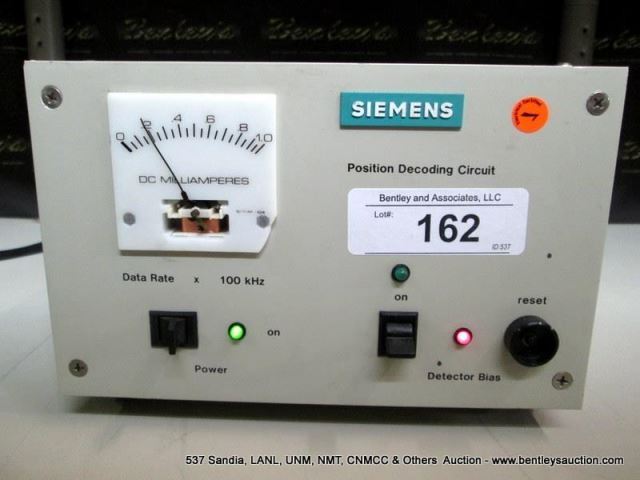 Bentleys
SIEMENS
0 2 4 6 8 10
DC MILLIAMPERES
Position Decoding Circuit
Bentley and Associates, LLC
Lot#:
162
ID:537
Data Rate x 100 kHz
on
reset
on
Power
Detector Bias
537 Sandia, LANL, UNM, NMT, CNMCC & Others Auction - www.bentleysauction.com